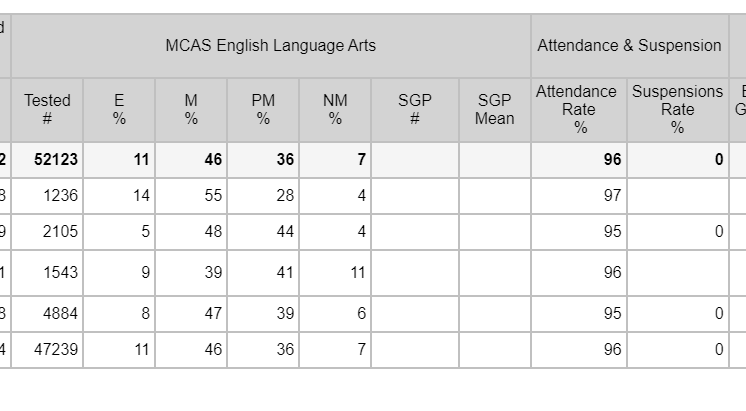 d MCAS English Language Arts Attendance & Suspension
Tested # E % M % PM % NM % SGP # SGP Mean Attendance Rate % Suspensions Rate % G
2 52123 11 46 36 7 96 0
8 1236 14 55 28 4 97
9 2105 5 48 44 4 95 0
1 1543 9 39 41 11 96
8 4884 8 47 39 6 95 0
4 47239 11 46 36 7 96 0